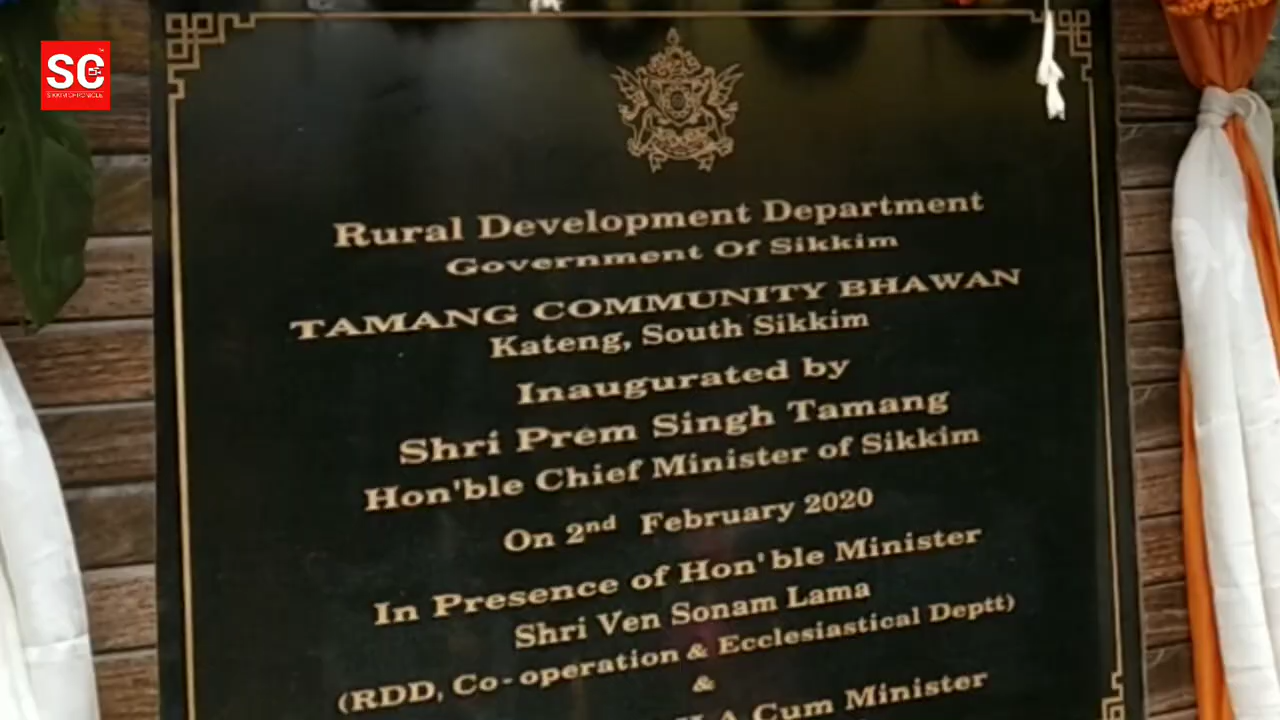 SC
SIKKIM CHRONICLE
Rural Development Department
Government Of Sikkim
TAMANG COMMUNITY BHAWAN
Kateng, South Sikkim
Inaugurated by
Shri Prem Singh Tamang
Hon'ble Chief Minister of Sikkim
On 2nd February 2020
In Presence of Hon'ble Minister
Shri Ven Sonam Lama
(RDD, Co-operation & Ecclesiastical Deptt)
&
Cum Minister